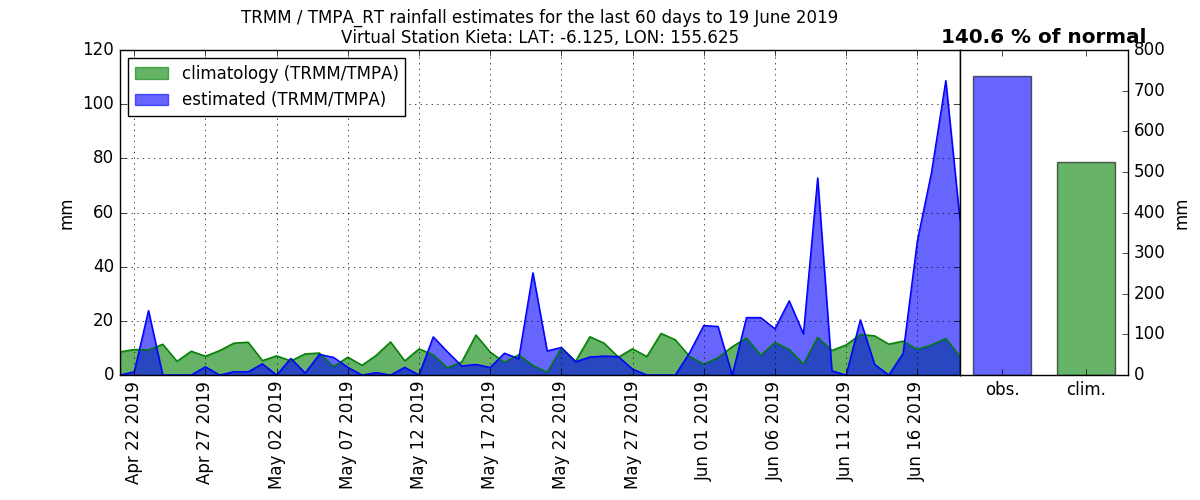 TRMM / TMPA_RT rainfall estimates for the last 60 days to 19 June 2019
Virtual Station Kieta: LAT: -6.125, LON: 155.625
140.6 % of normal
climatology (TRMM/TMPA)
estimated (TRMM/TMPA)
mm
120
100
80
60
40
20
0
Apr 22 2019
Apr 27 2019
May 02 2019
May 07 2019
May 12 2019
May 17 2019
May 22 2019
May 27 2019
Jun 01 2019
Jun 06 2019
Jun 11 2019
Jun 16 2019
800
700
600
500
400
300
200
100
0
mm
obs.
clim.